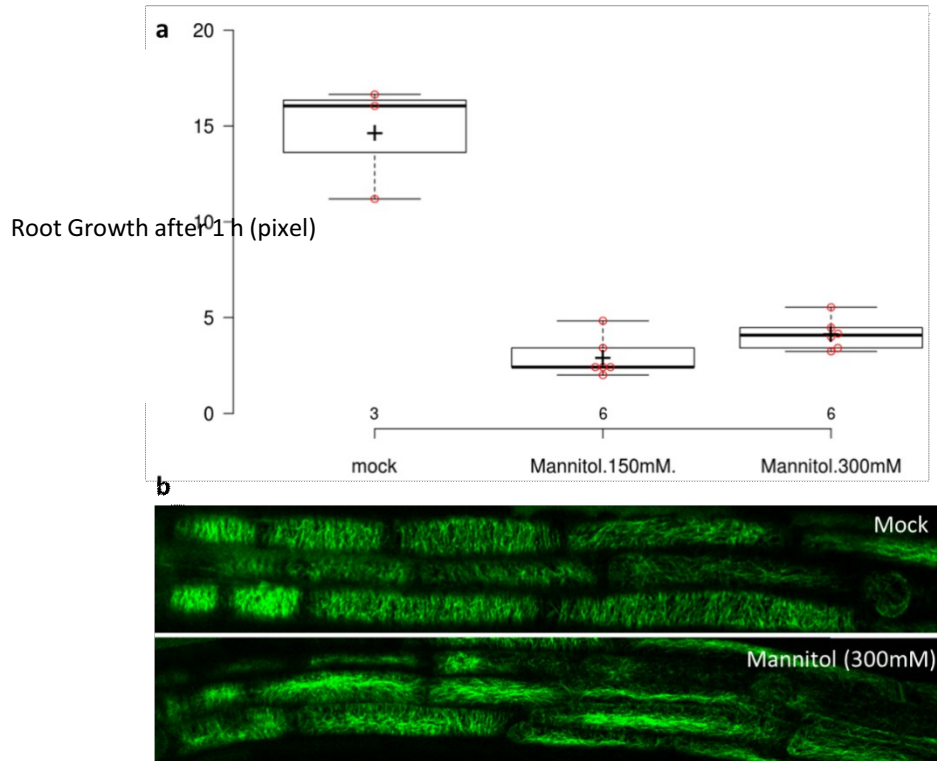 a
20
15
10
5
0
Root Growth after 1 h (pixel)
3 6 6
mock Mannitol.150mM. Mannitol.300mM
b
Mock
Mannitol (300mM)